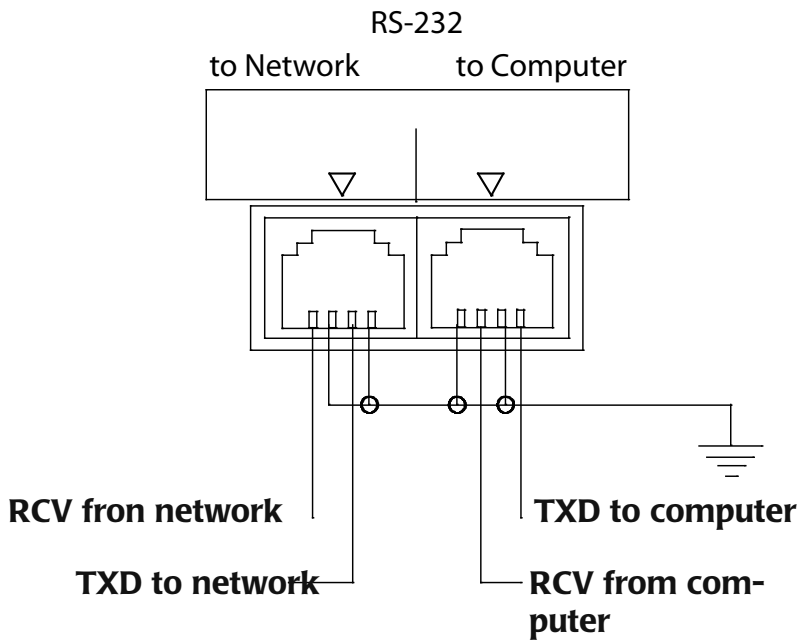 RS-232
to Network to Computer
RCV fron network
TXD to computer
TXD to network
RCV from com-
puter